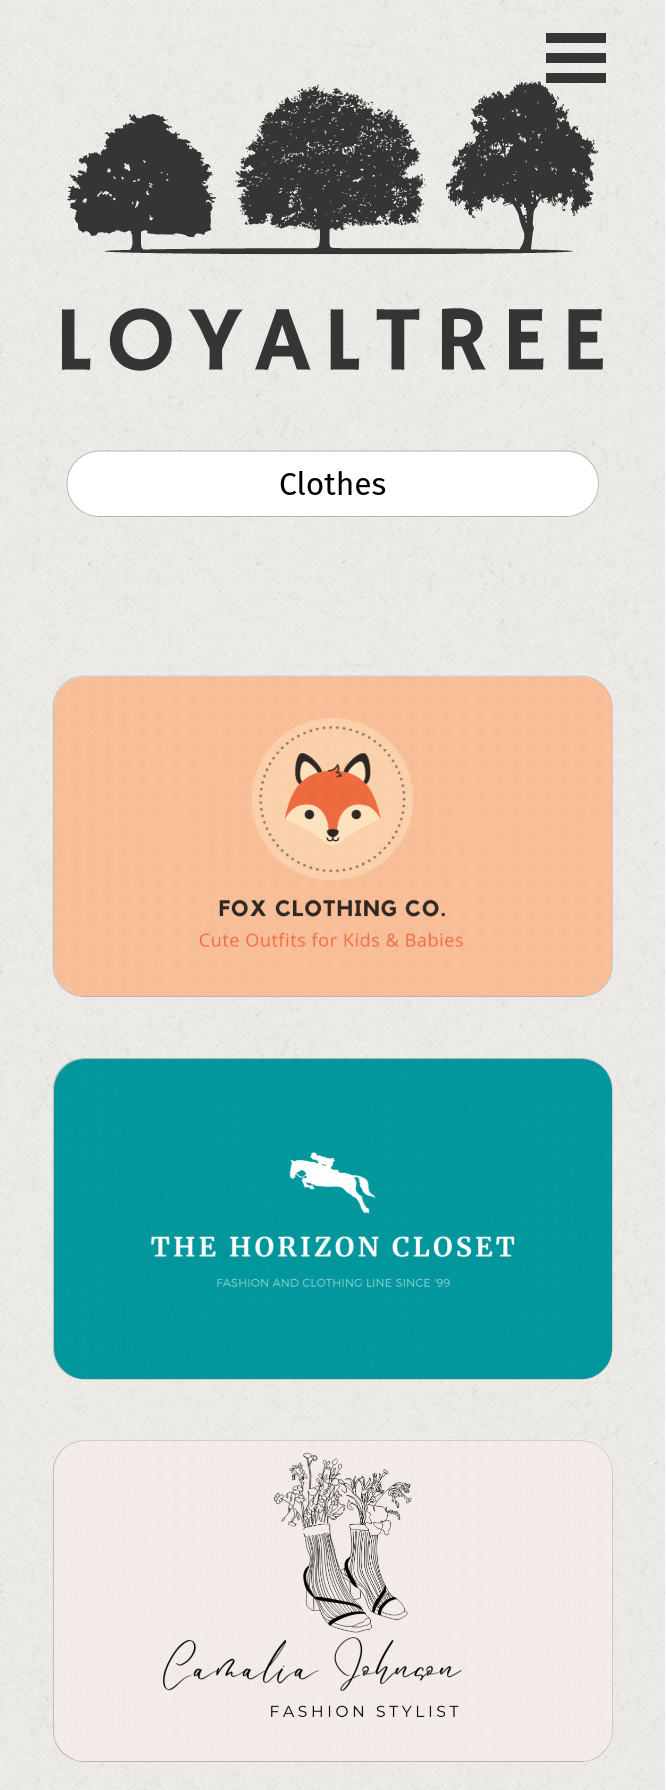 LOYALTREE
Clothes
FOX CLOTHING CO.
Cute Outfits for Kids & Babies
THE HORIZON CLOSET
FASHION AND CLOTHING LINE SINCE '99
Camalia Johnson
FASHION STYLIST